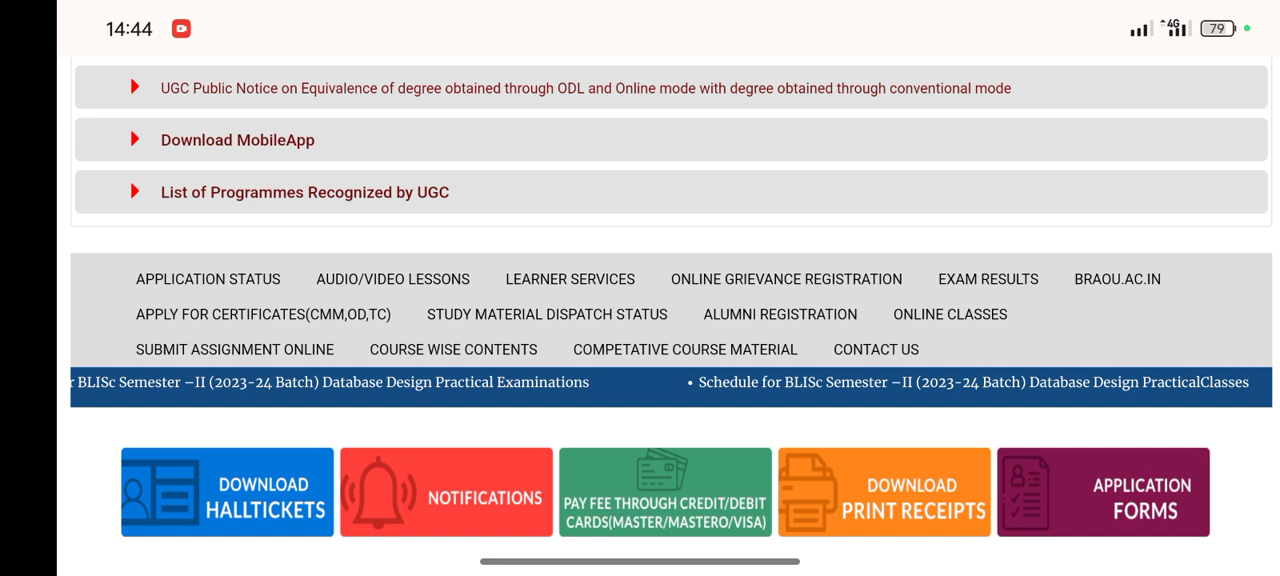 14:44
4G
79
UGC Public Notice on Equivalence of degree obtained through ODL and Online mode with degree obtained through conventional mode
Download MobileApp
List of Programmes Recognized by UGC
APPLICATION STATUS AUDIO/VIDEO LESSONS LEARNER SERVICES ONLINE GRIEVANCE REGISTRATION EXAM RESULTS BRAOU.AC.IN
APPLY FOR CERTIFICATES(CMM,OD,TC) STUDY MATERIAL DISPATCH STATUS ALUMNI REGISTRATION ONLINE CLASSES
SUBMIT ASSIGNMENT ONLINE COURSE WISE CONTENTS COMPETATIVE COURSE MATERIAL CONTACT US
r BLISc Semester –II (2023-24 Batch) Database Design Practical Examinations • Schedule for BLISc Semester –II (2023-24 Batch) Database Design PracticalClasses
DOWNLOAD
HALLTICKETS
NOTIFICATIONS
PAY FEE THROUGH CREDIT/DEBIT
CARDS(MASTER/MASTERO/VISA)
DOWNLOAD
PRINT RECEIPTS
APPLICATION
FORMS